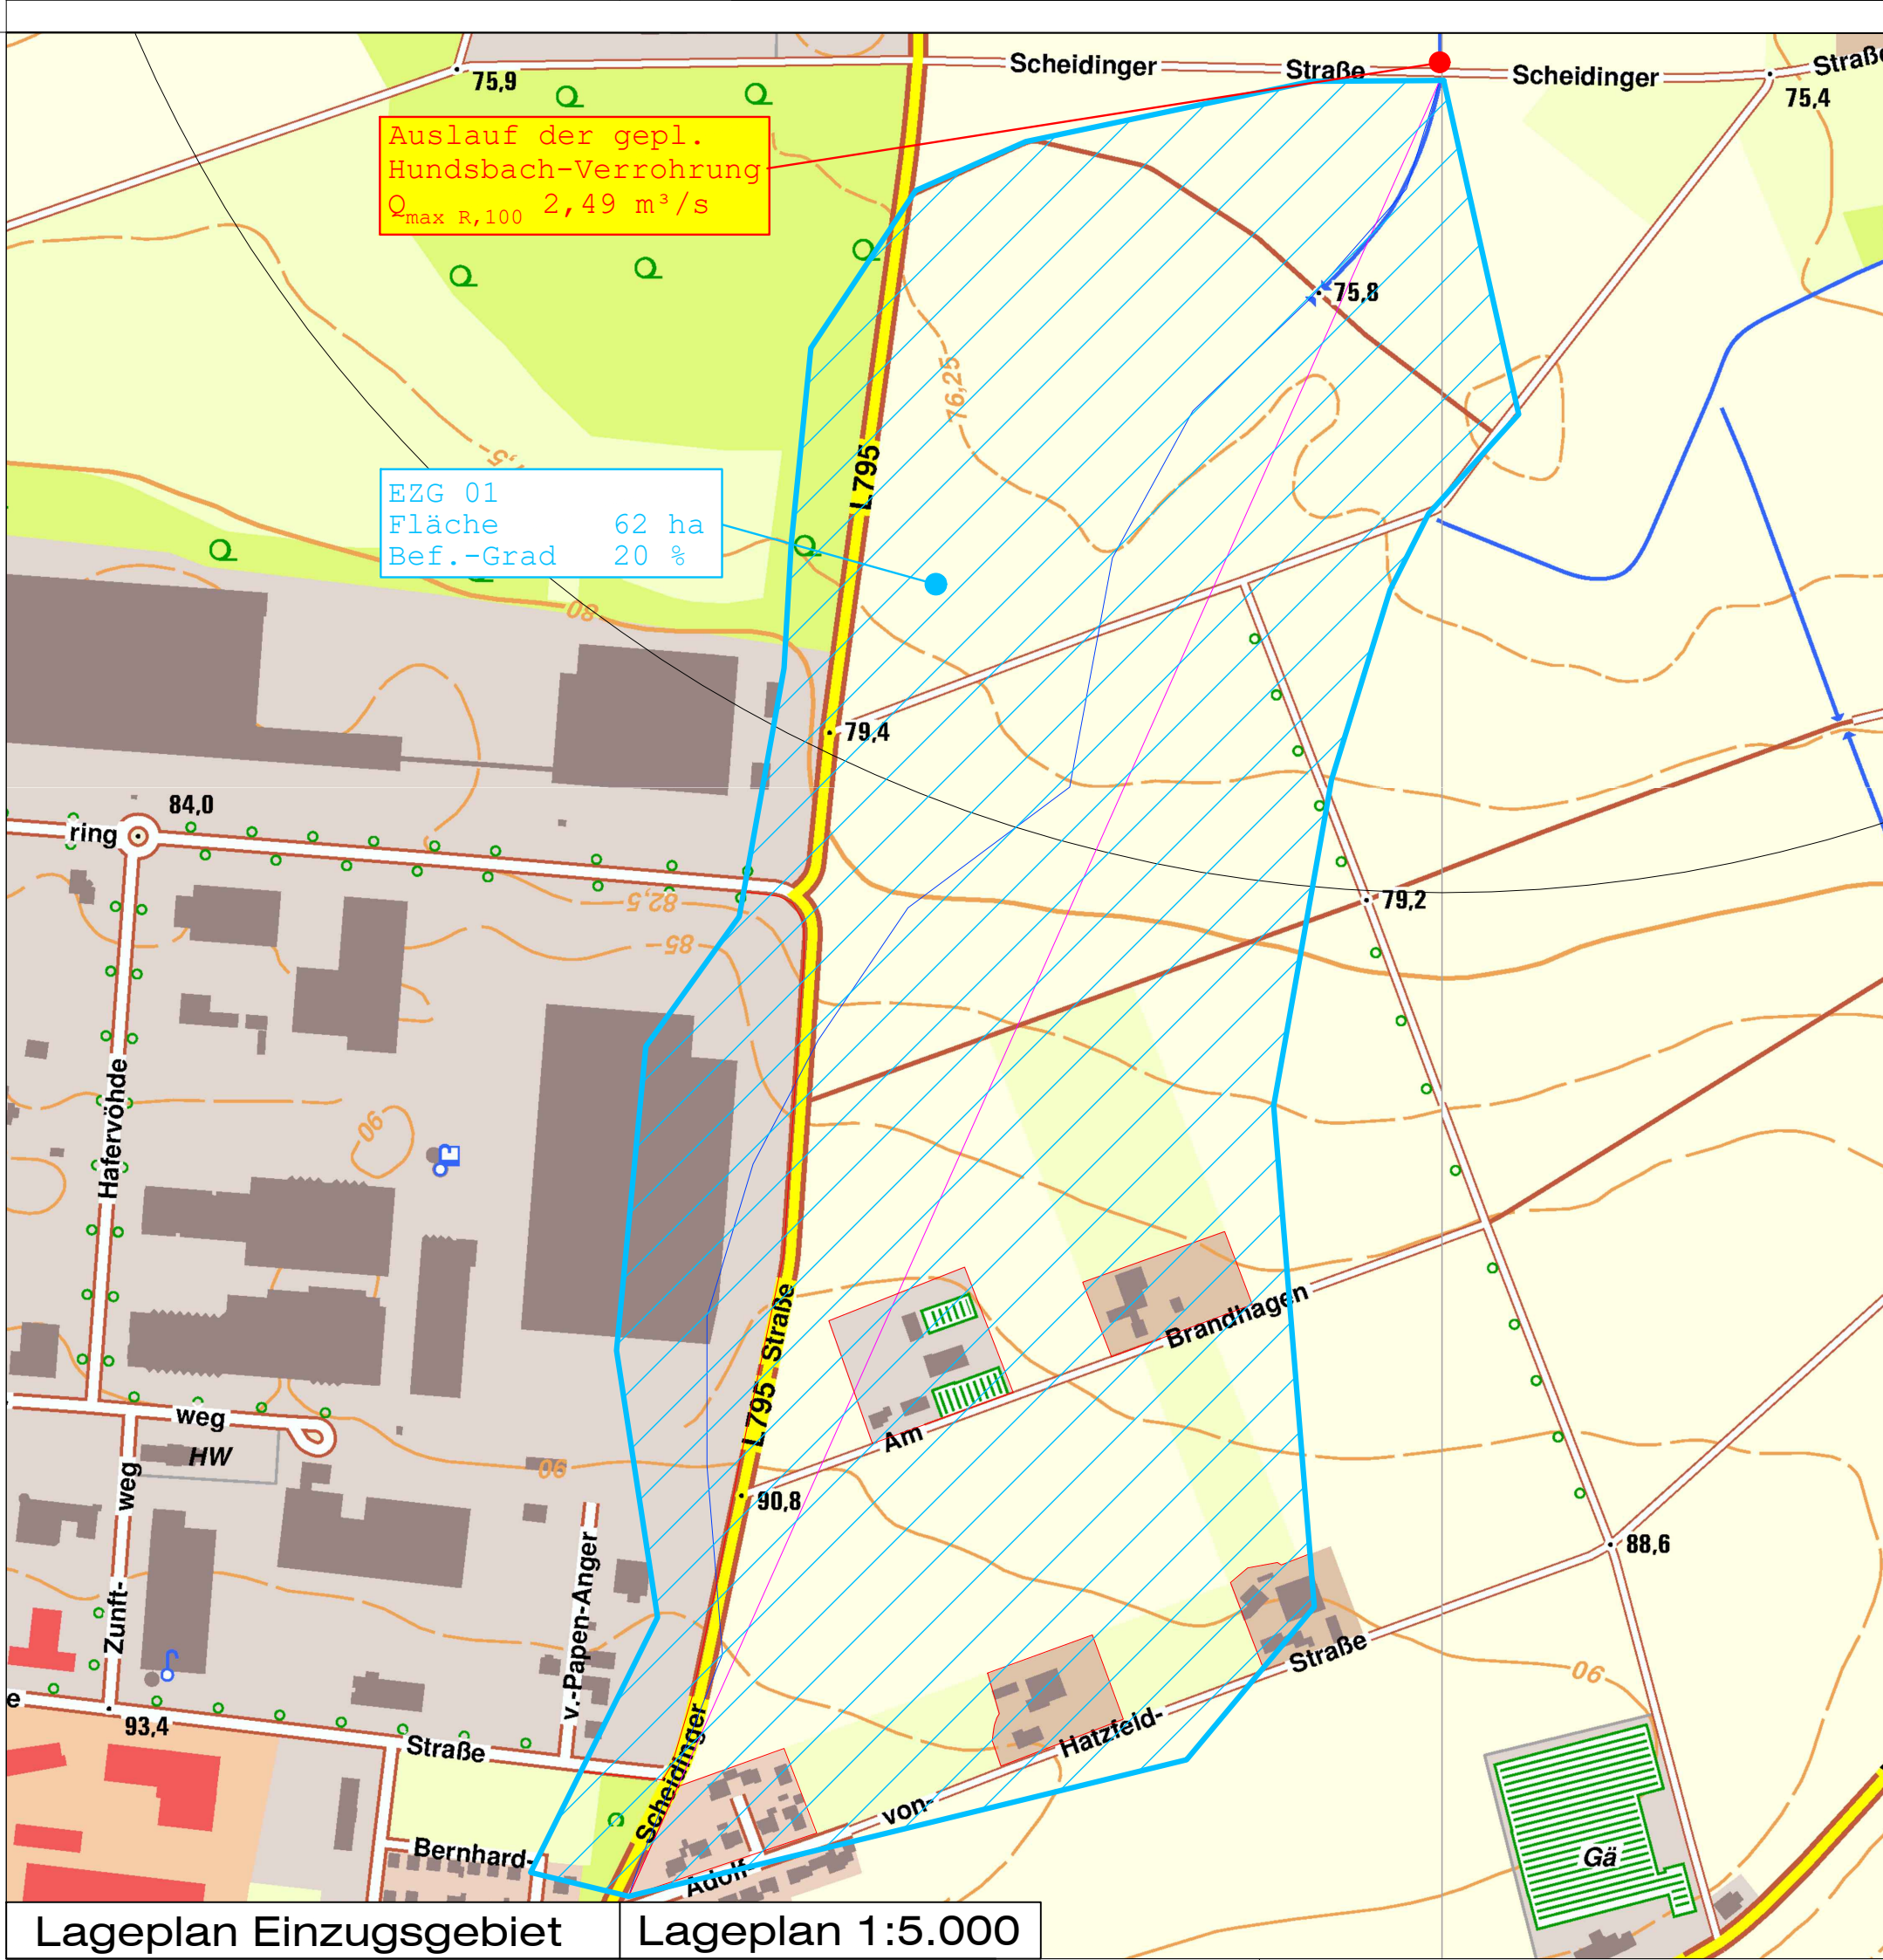 Scheidinger
Straße
Scheidinger
Straße
75,9
75,4
Auslauf der gepl.
Hundsbach-Verrohrung
Qmax R,100 2,49 m³/s
75,8
16,25
L795
EZG 01
Fläche 62 ha
Bef.-Grad 20 %
80
79,4
84,0
ring
82,5
85
79,2
Hafervöhde
90
Straße
L795
Brandhagen
Am
weg
HW
90
90,8
weg
88,6
Zunft-
v.-Papen-Anger
Straße
90
e
93,4
Straße
Hatzfeld-
Scheidinger
von-
Bernhard-
Adolf-
Gä
Lageplan Einzugsgebiet
Lageplan 1:5.000